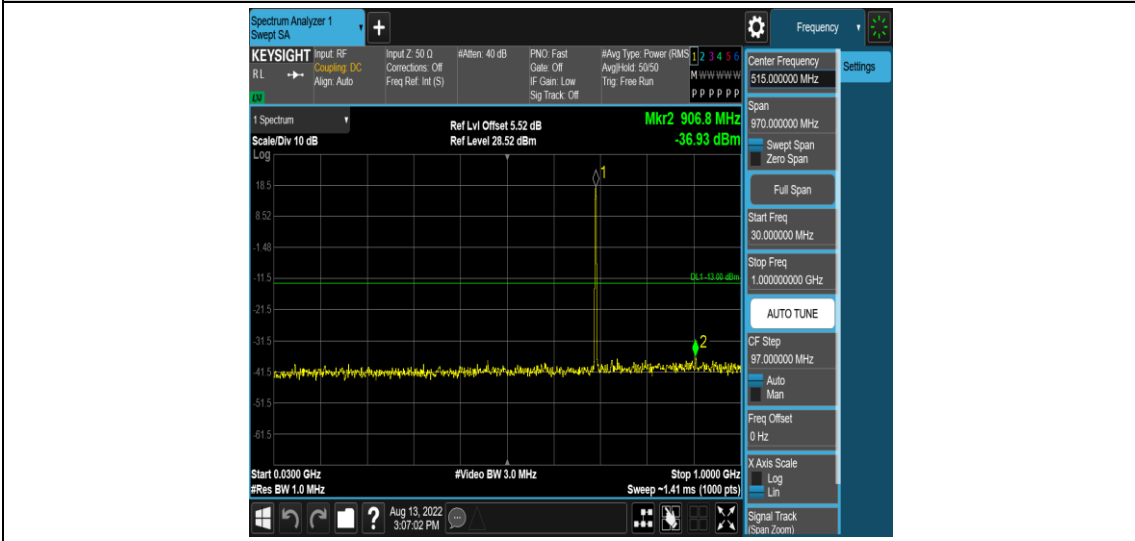 Spectrum Analyzer 1
Swept SA
+
Frequency
KEYSIGHT
RL
Input: RF
Coupling: DC
Align: Auto
Input Z: 50 Ω
Corrections: Off
Freq Ref: Int (S)
#Atten: 40 dB
PNO: Fast
Gate: Off
IF Gain: Low
Sig Track: Off
#Avg Type: Power (RMS
Avg|Hold: 50/50
Trig: Free Run
1 2 3 4 5 6
M W W W W W
P P P P P P
1 Spectrum
Scale/Div 10 dB
Log
Ref Lvl Offset 5.52 dB
Ref Level 28.52 dBm
Mkr2 906.8 MHz
-36.93 dBm
18.5
8.52
-1.48
-11.5
-21.5
-31.5
-41.5
-51.5
-61.5
1
DL1 -13.00 dBm
2
Start 0.0300 GHz
#Res BW 1.0 MHz
#Video BW 3.0 MHz
Stop 1.0000 GHz
Sweep ~1.41 ms (1000 pts)
?
Aug 13, 2022
3:07:02 PM
Center Frequency
515.000000 MHz
Span
970.000000 MHz
Swept Span
Zero Span
Full Span
Start Freq
30.000000 MHz
Stop Freq
1.000000000 GHz
AUTO TUNE
CF Step
97.000000 MHz
Auto
Man
Freq Offset
0 Hz
X Axis Scale
Log
Lin
Signal Track
(Span Zoom)
Settings